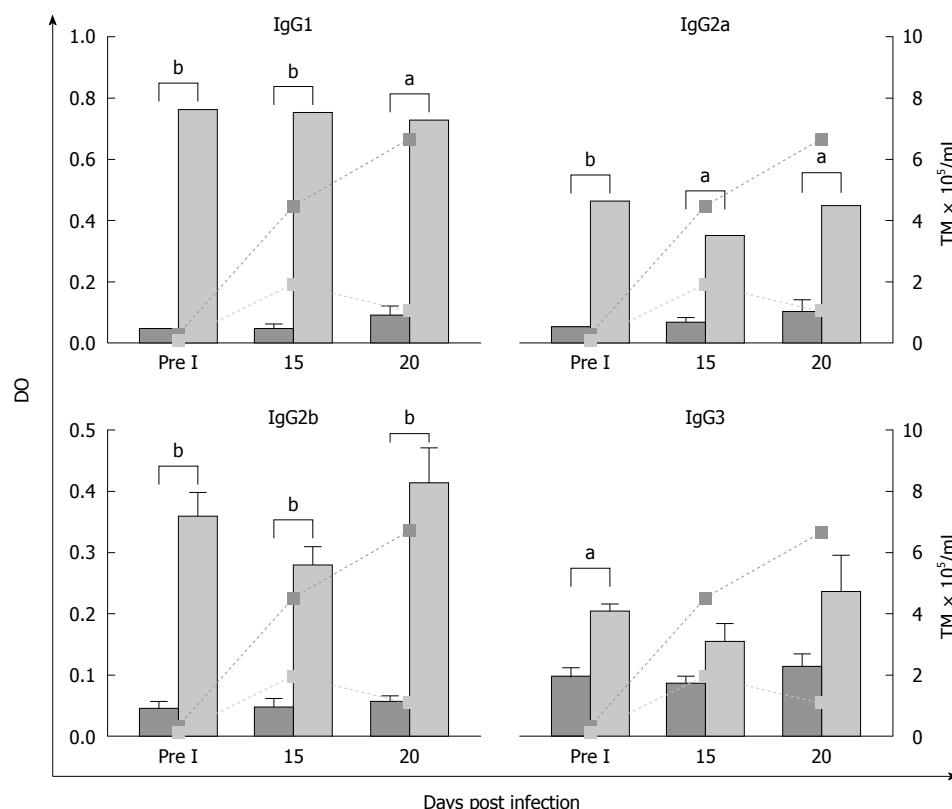 IgG1
IgG2a
1.0
0.8
0.6
0.4
0.2
0.0
b
b
a
b
a
a
10
8
6
4
2
0
TM × 10⁵/ml
Pre I 15 20
Pre I 15 20
DO
IgG2b
IgG3
0.5
0.4
0.3
0.2
0.1
0.0
b
b
b
a
10
8
6
4
2
0
TM × 10⁵/ml
Pre I 15 20
Pre I 15 20
Days post infection